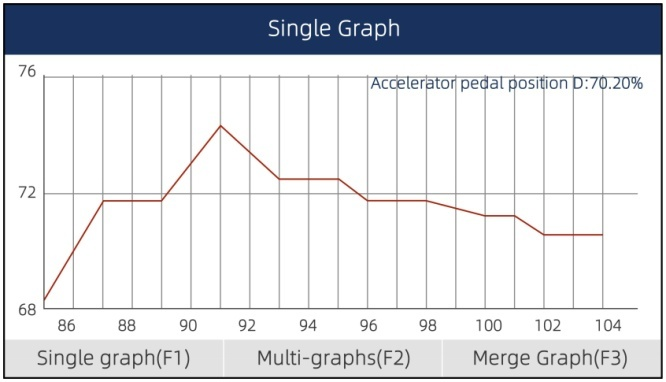 Single Graph
76
Accelerator pedal position D:70.20%
72
68
86 88 90 92 94 96 98 100 102 104
Single graph(F1) Multi-graphs(F2) Merge Graph(F3)